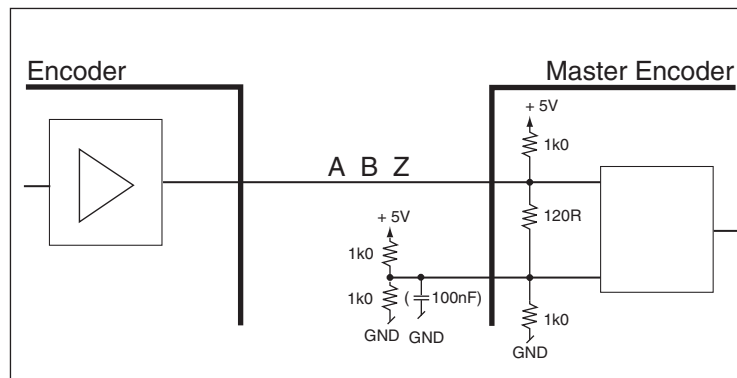 Encoder
Master Encoder
+ 5V
1k0
A B Z
120R
+ 5V
1k0
1k0
( 100nF)
1k0
GND
GND
GND